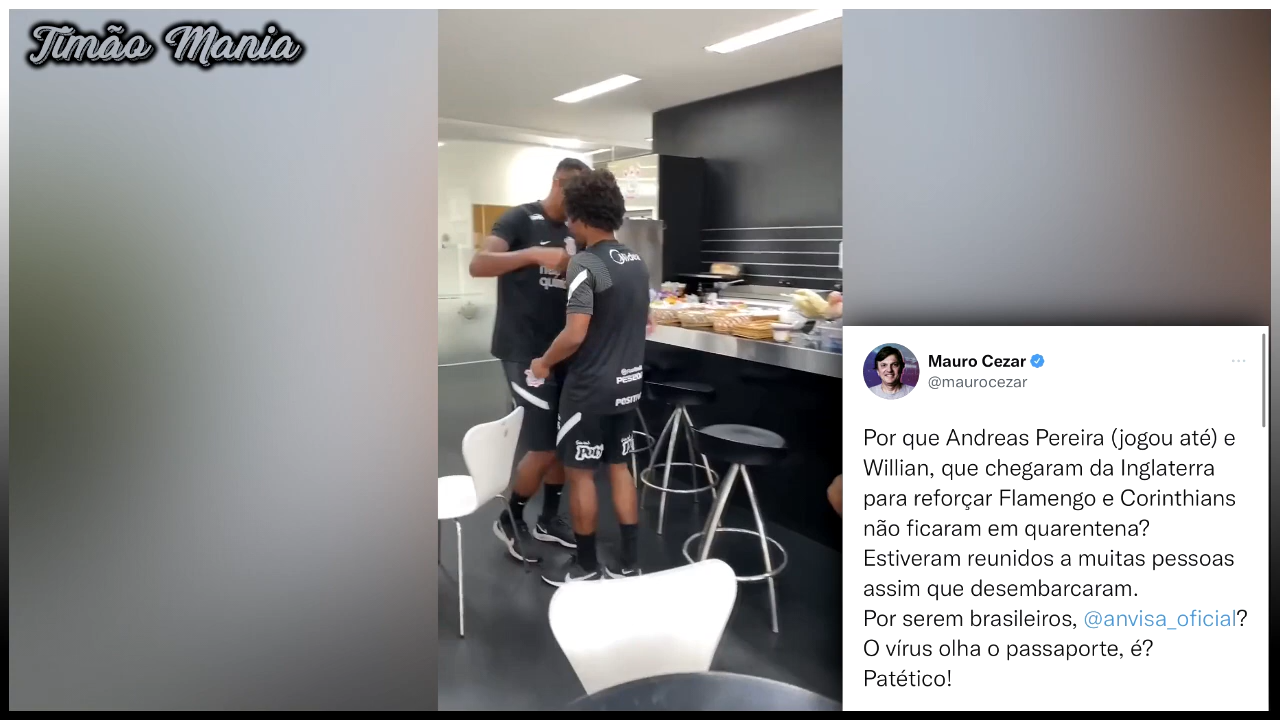 Timão Mania
Mauro Cezar
@maurocezar
Por que Andreas Pereira (jogou até) e
Willian, que chegaram da Inglaterra
para reforçar Flamengo e Corinthians
não ficaram em quarentena?
Estiveram reunidos a muitas pessoas
assim que desembarcaram.
Por serem brasileiros, @anvisa_oficial?
O vírus olha o passaporte, é?
Patético!